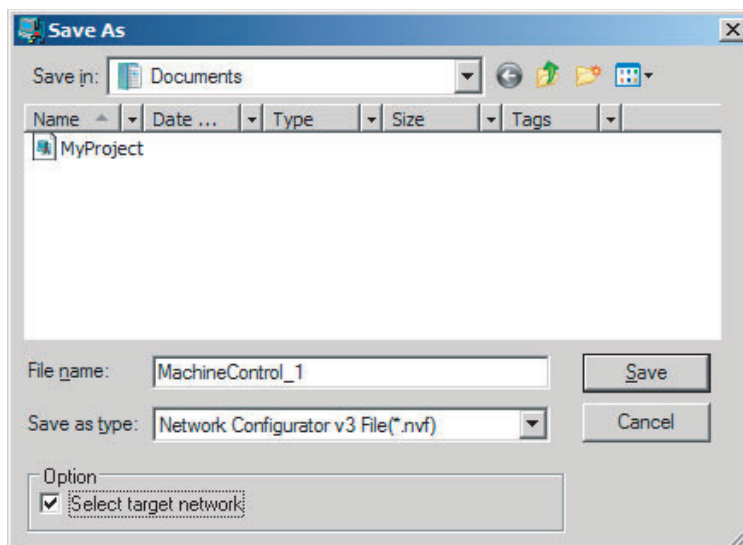 Save As
Save in: Documents
Name Date ... Type Size Tags
MyProject
File name: MachineControl_1 Save
Save as type: Network Configurator v3 File(*.nvf) Cancel
Option
Select target network